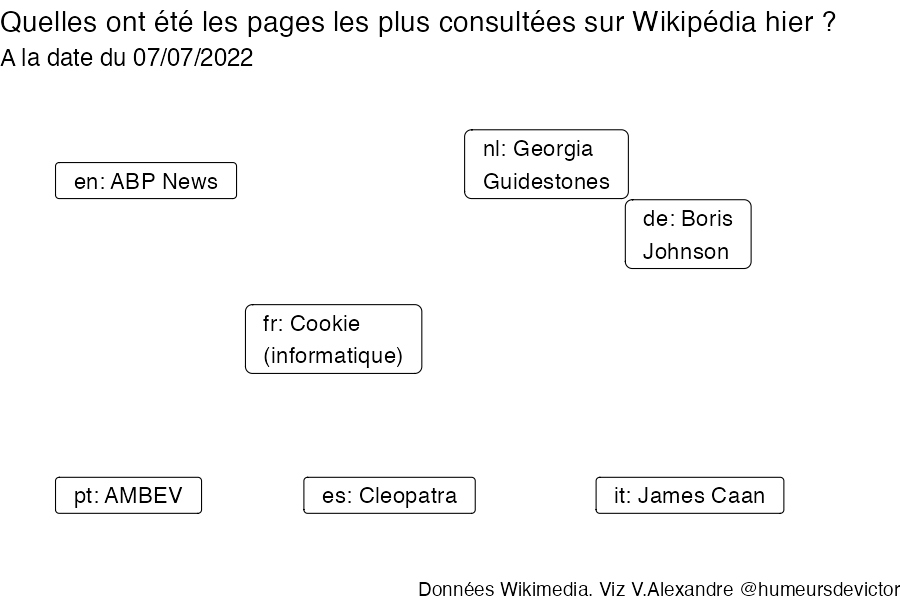 Quelles ont été les pages les plus consultées sur Wikipédia hier ?
A la date du 07/07/2022
en: ABP News
nl: Georgia
Guidestones
de: Boris
Johnson
fr: Cookie
(informatique)
pt: AMBEV
es: Cleopatra
it: James Caan
Données Wikimedia. Viz V.Alexandre @humeursdevictor